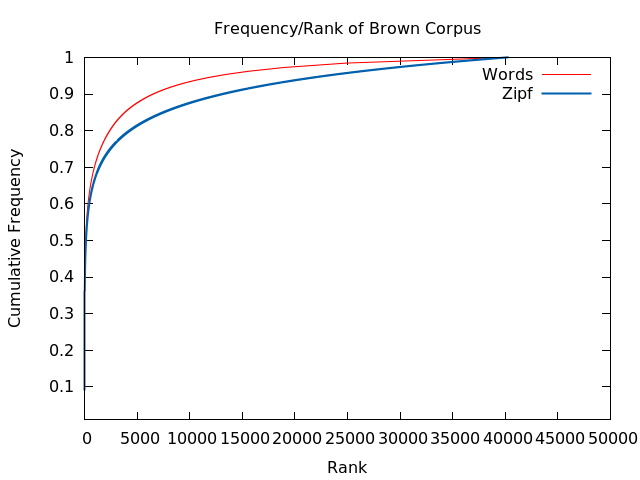 Frequency/Rank of Brown Corpus
1
0.9
0.8
0.7
0.6
0.5
0.4
0.3
0.2
0.1
Cumulative Frequency
Words
Zipf
0 5000 10000 15000 20000 25000 30000 35000 40000 45000 50000
Rank